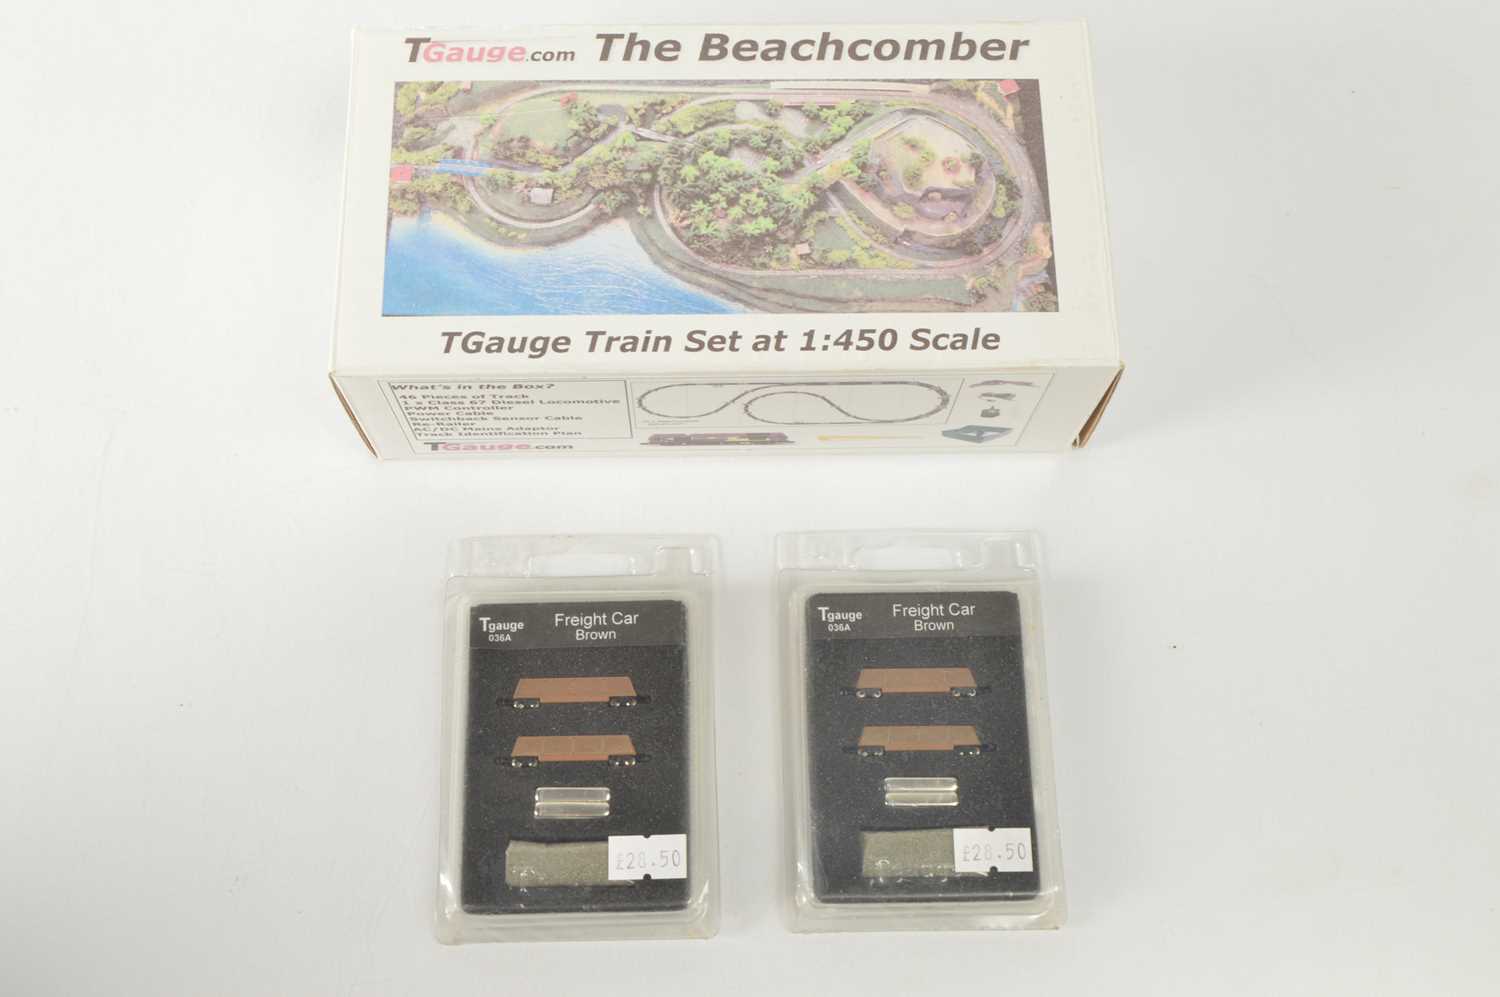 TGauge.com The Beachcomber
TGauge Train Set at 1:450 Scale
What's in the Box?
46 Pieces of Track
1 x Class 67 Diesel Locomotive
PWM Controller
Power Cable
Switchback Sensor Cable
Re-Railer
AC/DC Mains Adaptor
Track Identification Plan
TGauge.com
Tgauge
036A
Freight Car
Brown
£28.50
Tgauge
036A
Freight Car
Brown
£28.50